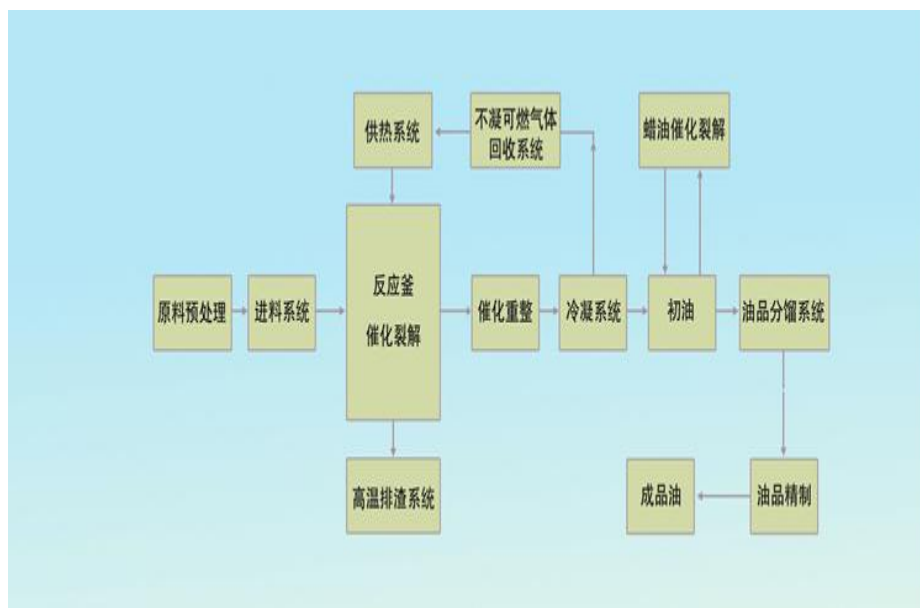 供热系统
不凝可燃气体
回收系统
蜡油催化裂解
原料预处理
进料系统
反应釜
催化裂解
催化重整
冷凝系统
初油
油品分馏系统
高温排渣系统
成品油
油品精制